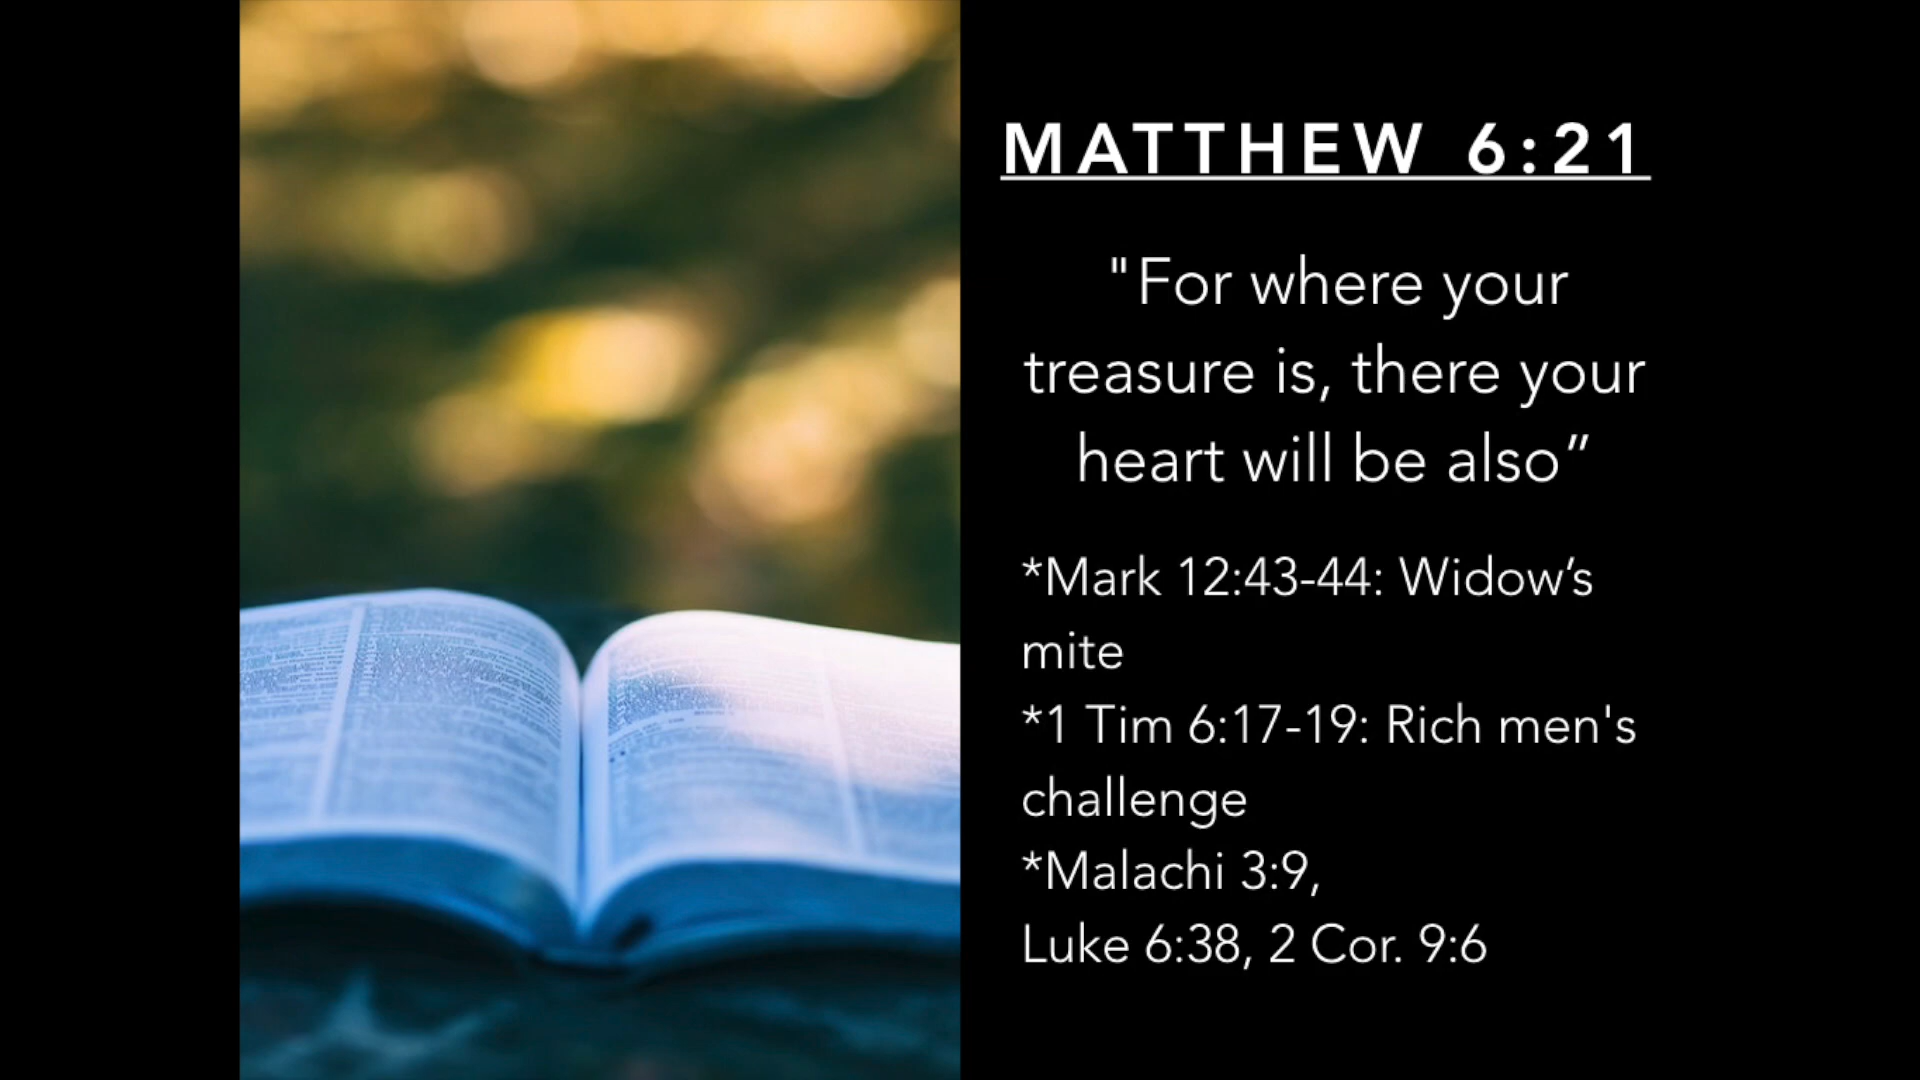 MATTHEW 6:21
"For where your
treasure is, there your
heart will be also”
*Mark 12:43-44: Widow’s
mite
*1 Tim 6:17-19: Rich men's
challenge
*Malachi 3:9,
Luke 6:38, 2 Cor. 9:6